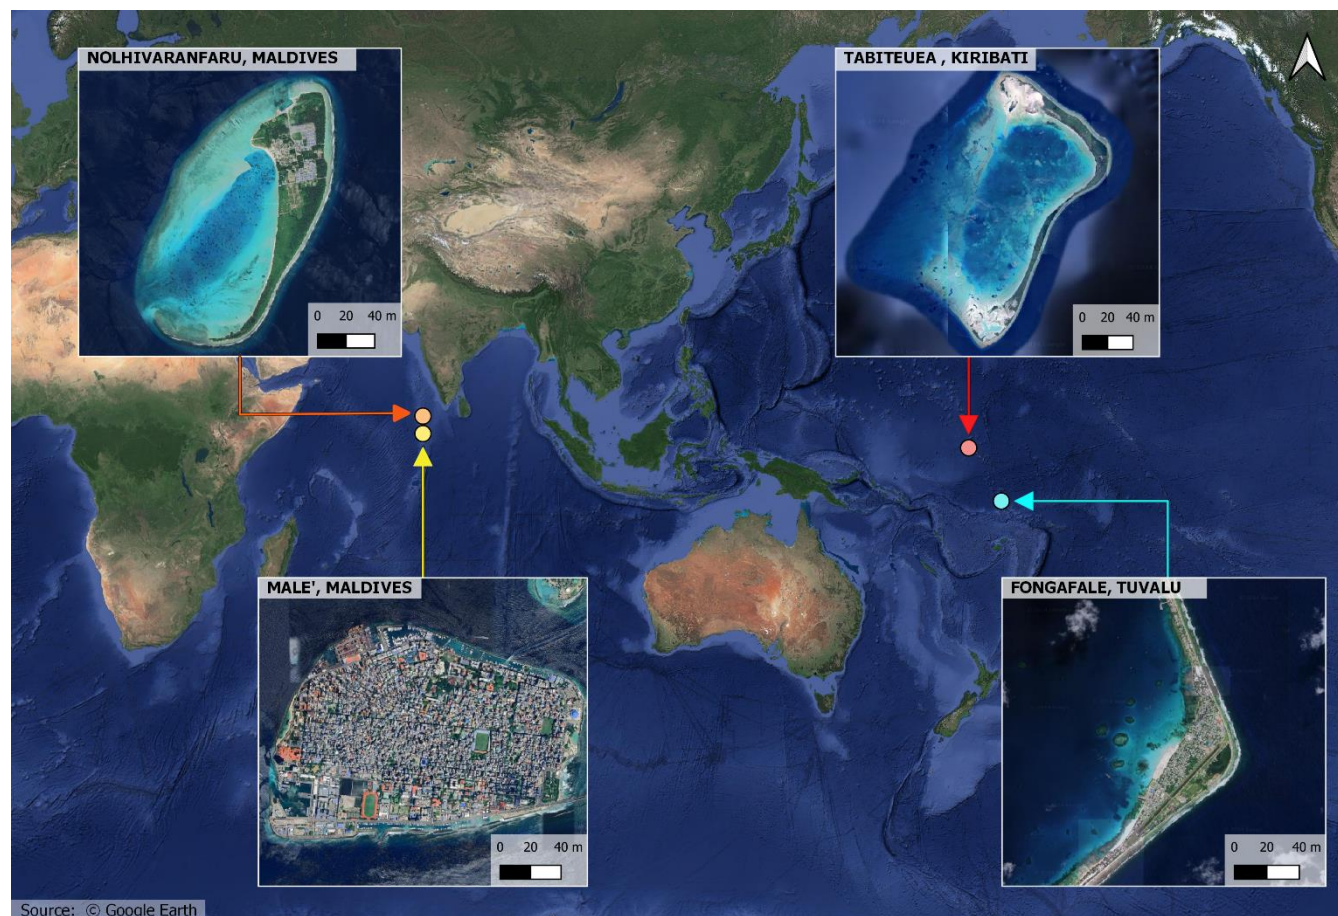 NOLHIVARANFARU, MALDIVES
0 20 40 m
TABITEUEA , KIRIBATI
0 20 40 m
MALE', MALDIVES
0 20 40 m
FONGAFALE, TUVALU
0 20 40 m
Source: © Google Earth